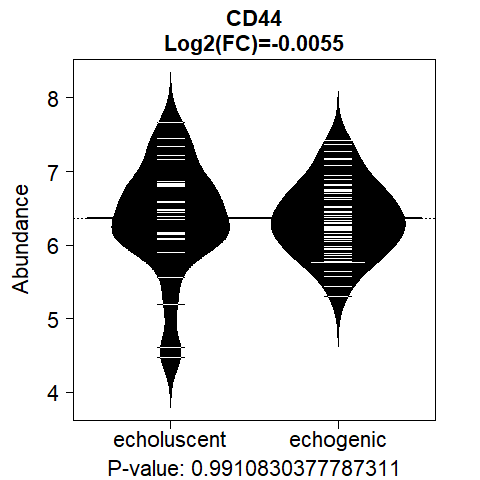 CD44
Log2(FC)=-0.0055
Abundance
8
7
6
5
4
echoluscent echogenic
P-value: 0.9910830377787311